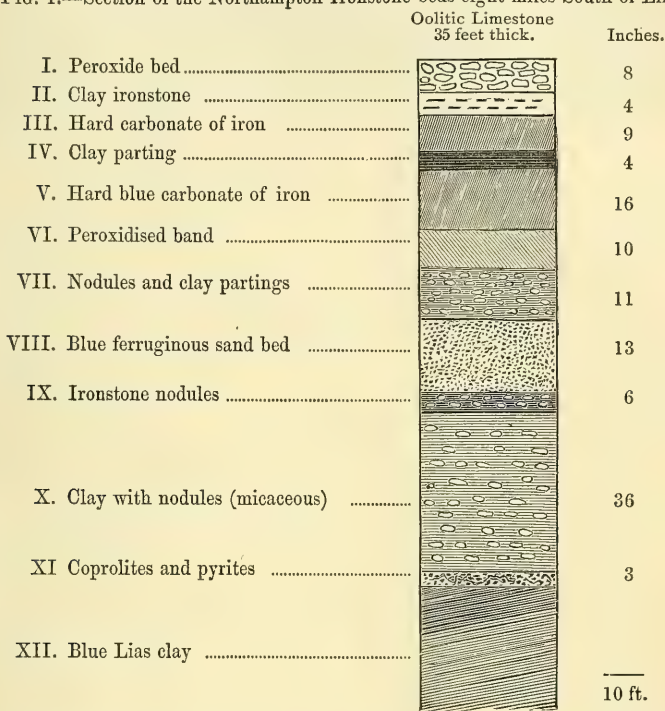 Oolitic Limestone
35 feet thick. Inches.
I. Peroxide bed 8
II. Clay ironstone 4
III. Hard carbonate of iron 9
IV. Clay parting 4
V. Hard blue carbonate of iron 16
VI. Peroxidised band 10
VII. Nodules and clay partings 11
VIII. Blue ferruginous sand bed 13
IX. Ironstone nodules 6
X. Clay with nodules (micaceous) 36
XI Coprolites and pyrites 3
XII. Blue Lias clay
10 ft.